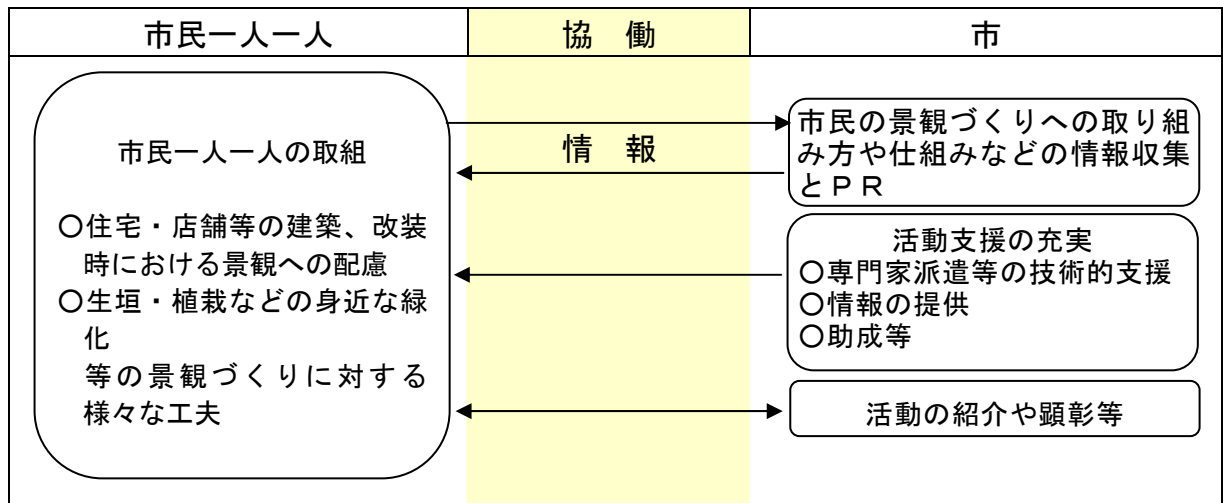 市民一人一人
協 働
市
市民一人一人の取組
○住宅・店舗等の建築、改装
時における景観への配慮
○生垣・植栽などの身近な緑
化
等の景観づくりに対する
様々な工夫
情 報
市民の景観づくりへの取り組
み方や仕組みなどの情報収集
とＰＲ
活動支援の充実
○専門家派遣等の技術的支援
○情報の提供
○助成等
活動の紹介や顕彰等